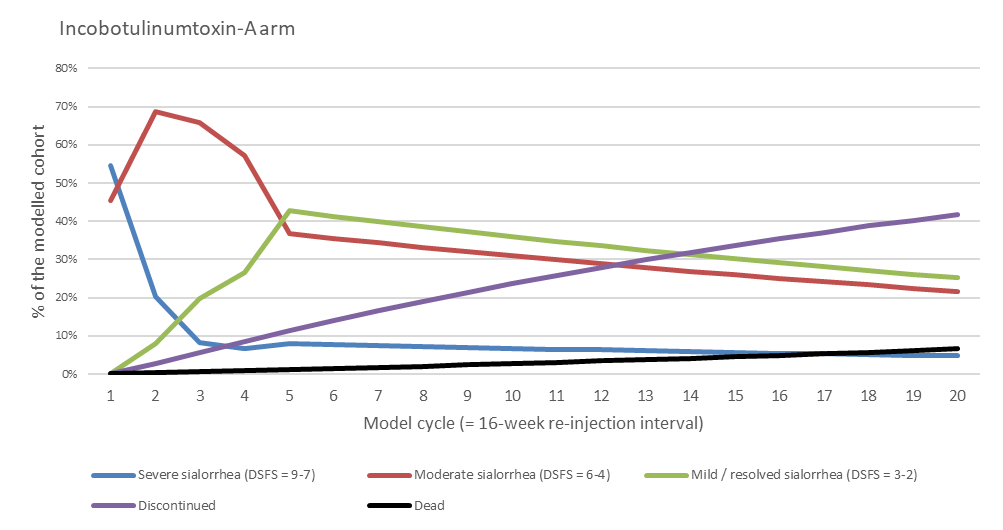 Incobotulinumtoxin-A arm
80%
70%
60%
50%
40%
30%
20%
10%
0%
% of the modelled cohort
1 2 3 4 5 6 7 8 9 10 11 12 13 14 15 16 17 18 19 20
Model cycle (= 16-week re-injection interval)
Severe sialorrhea (DSFS = 9-7) Moderate sialorrhea (DSFS = 6-4) Mild / resolved sialorrhea (DSFS = 3-2)
Discontinued Dead